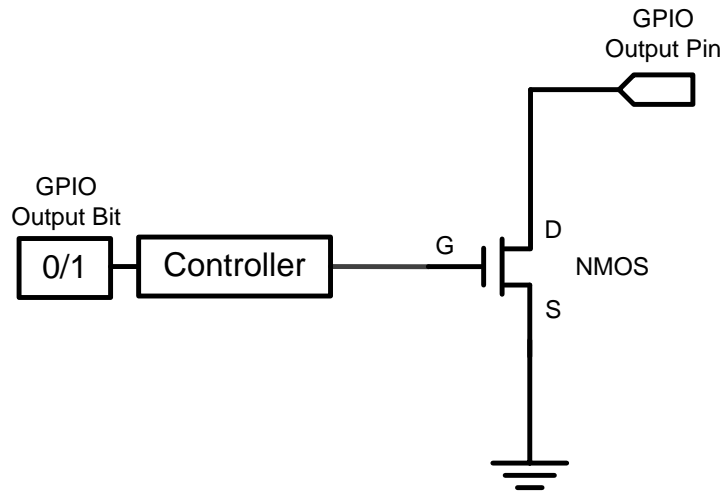 GPIO
Output Pin
GPIO
Output Bit
0/1
Controller
G
D
NMOS
S